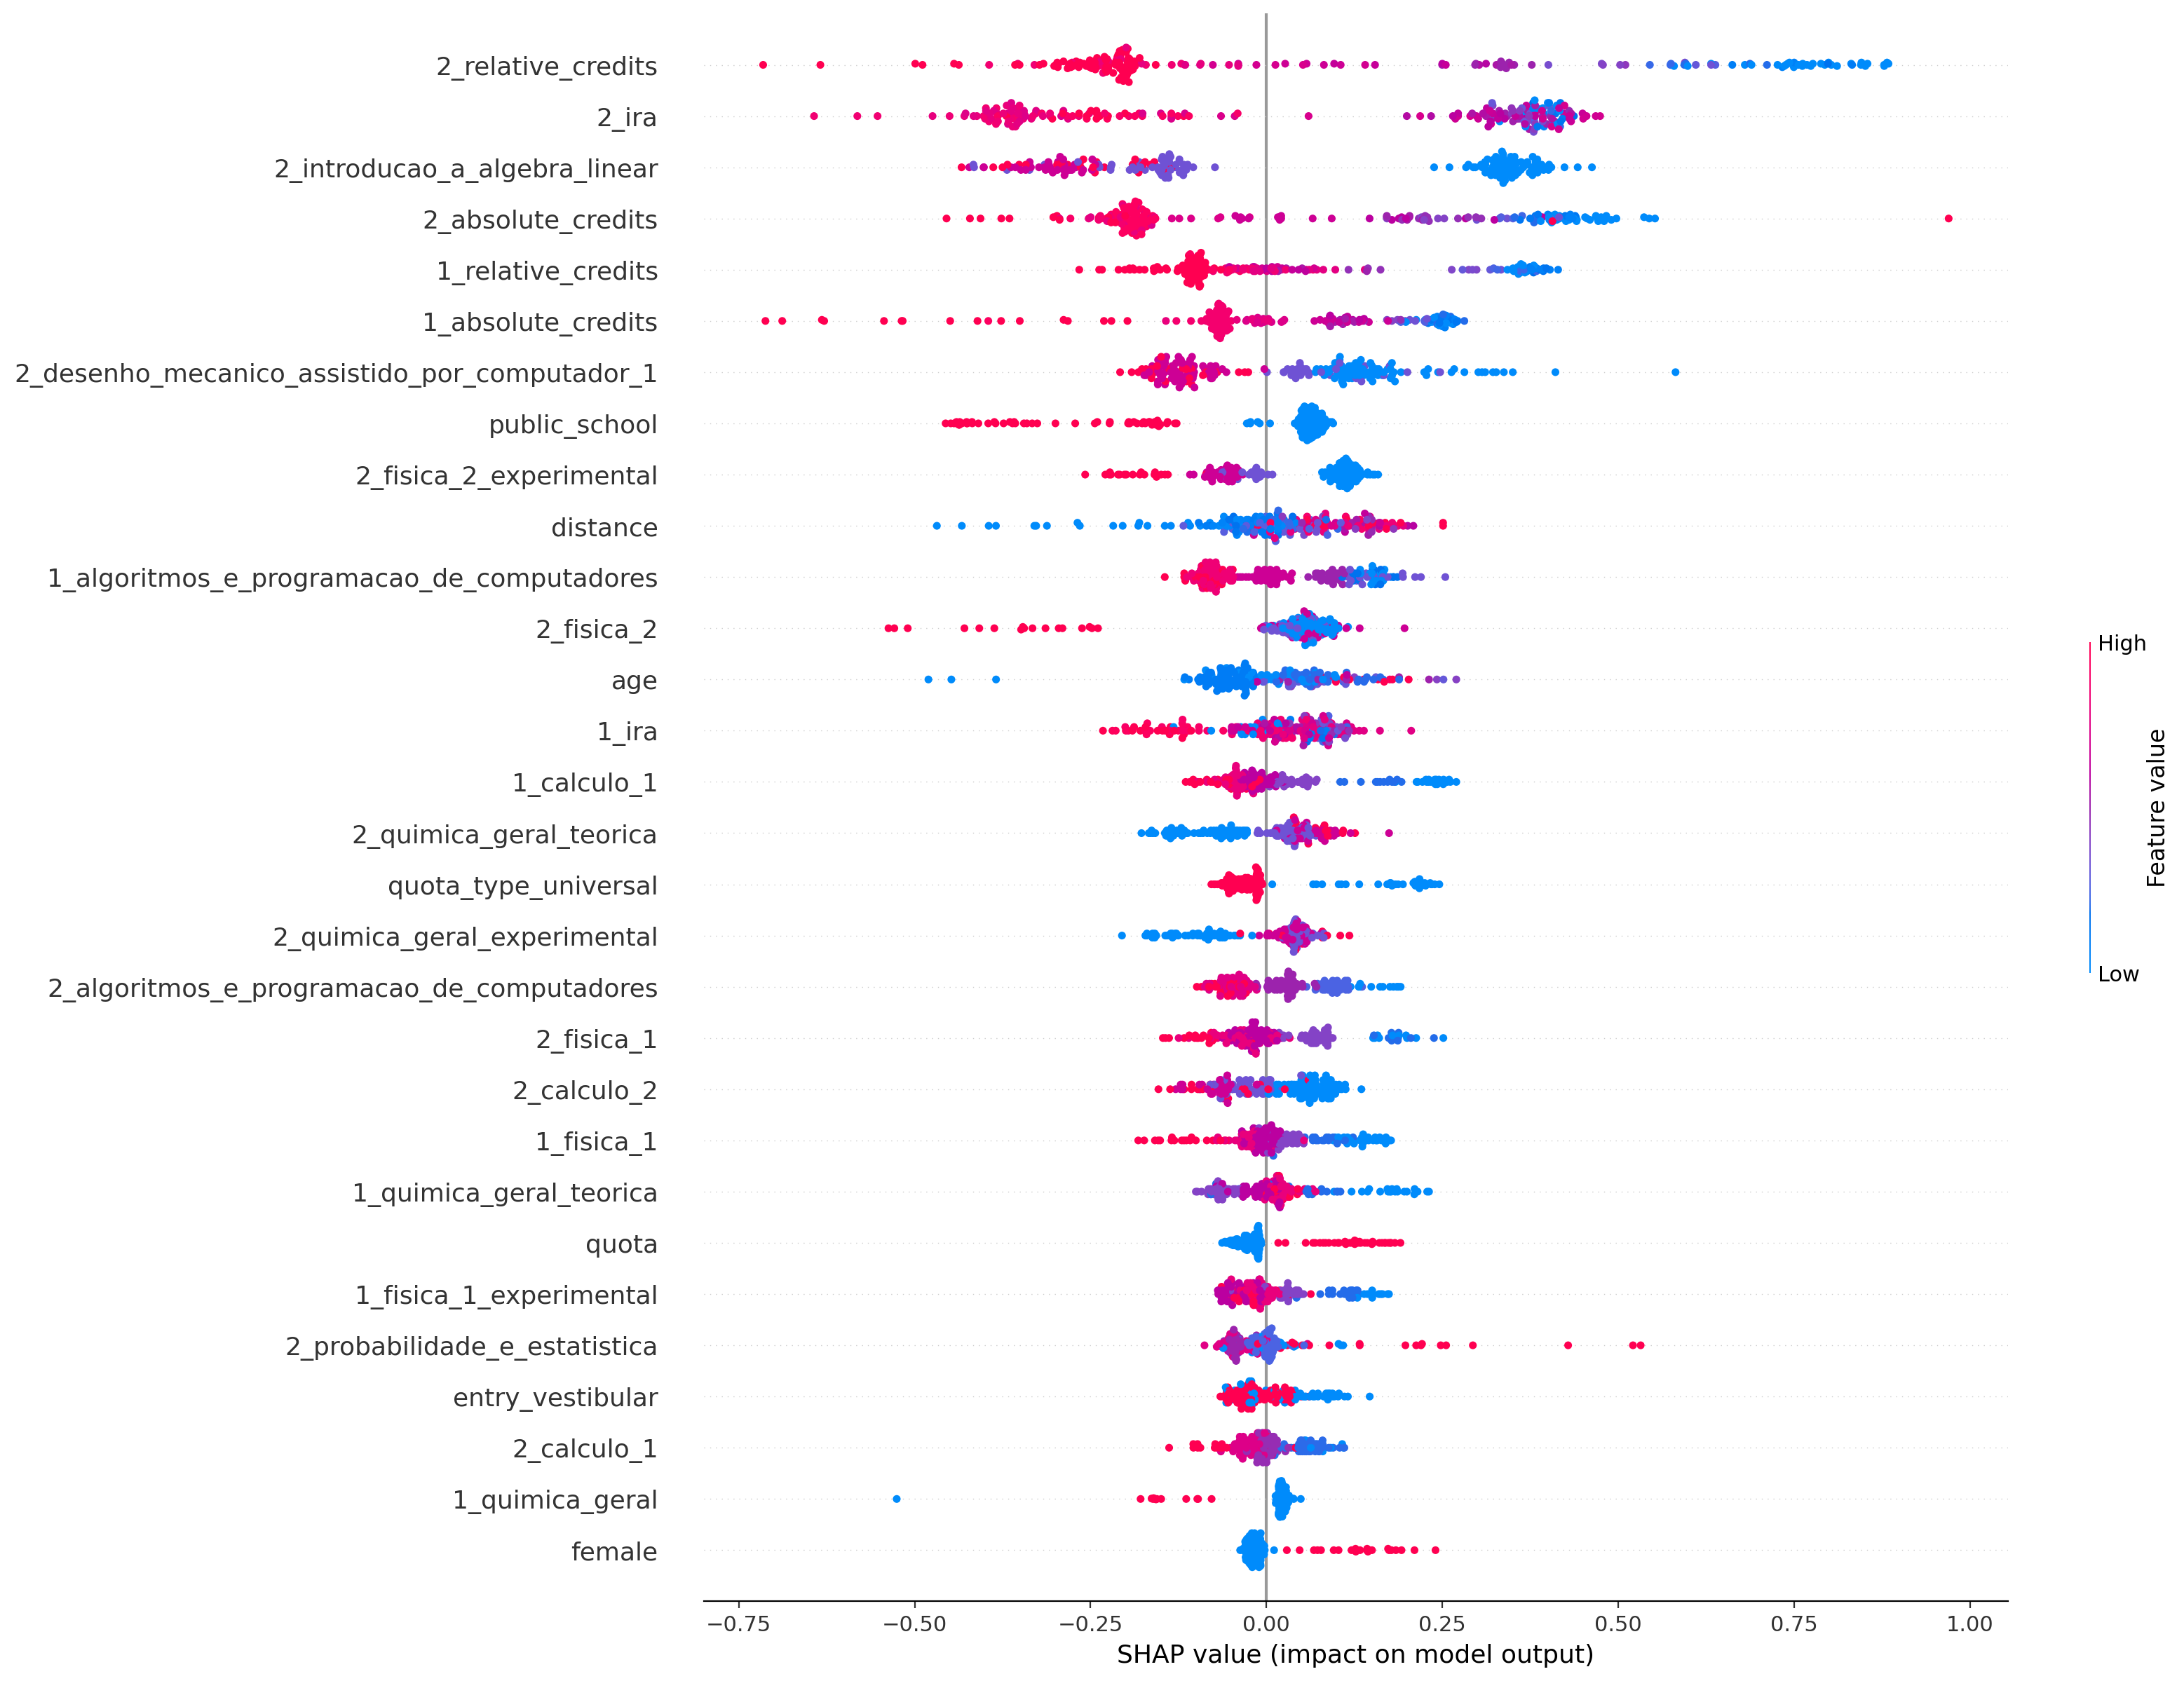 2_relative_credits
2_ira
2_introducao_a_algebra_linear
2_absolute_credits
1_relative_credits
1_absolute_credits
2_desenho_mecanico_assistido_por_computador_1
public_school
2_fisica_2_experimental
distance
1_algoritmos_e_programacao_de_computadores
2_fisica_2
age
1_ira
1_calculo_1
2_quimica_geral_teorica
quota_type_universal
2_quimica_geral_experimental
2_algoritmos_e_programacao_de_computadores
2_fisica_1
2_calculo_2
1_fisica_1
1_quimica_geral_teorica
quota
1_fisica_1_experimental
2_probabilidade_e_estatistica
entry_vestibular
2_calculo_1
1_quimica_geral
female
−0.75 −0.50 −0.25 0.00 0.25 0.50 0.75 1.00
SHAP value (impact on model output)
High
Feature value
Low